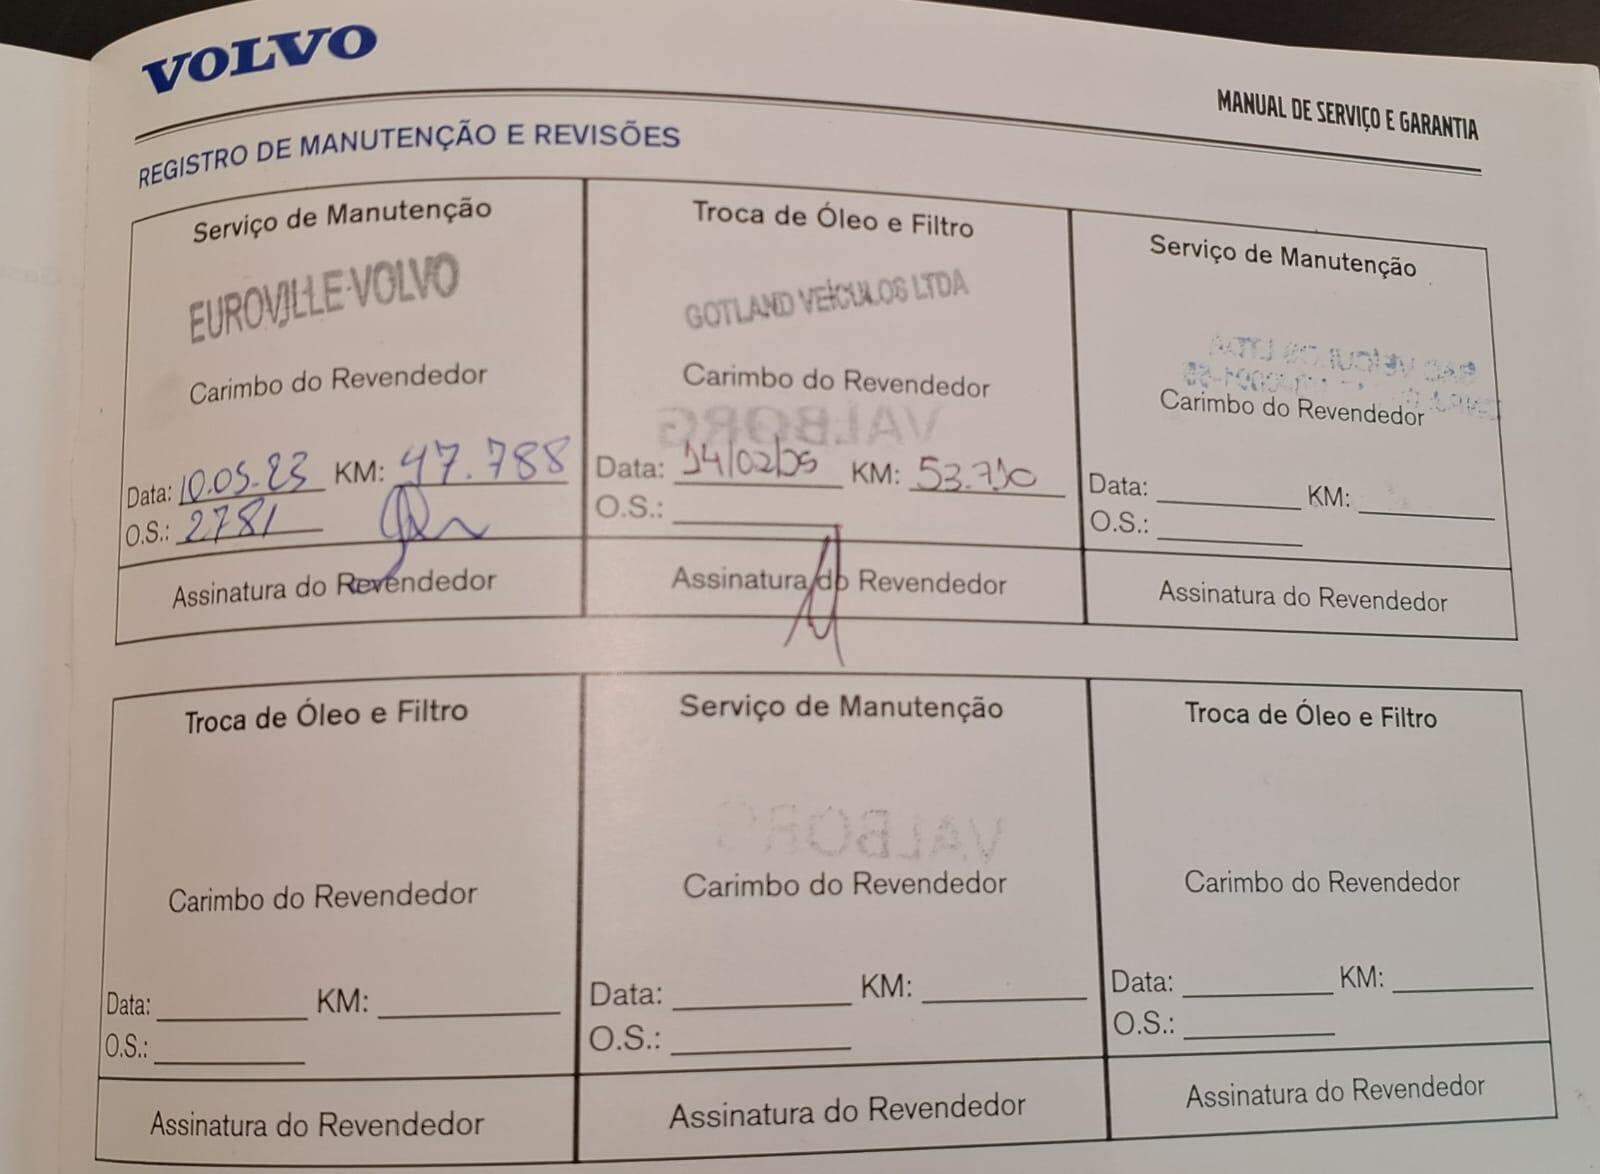 VOLVO
MANUAL DE SERVIÇO E GARANTIA
REGISTRO DE MANUTENÇÃO E REVISÕES
Serviço de Manutenção
EUROVILLE-VOLVO
Carimbo do Revendedor
Data: 10.05.23 KM: 47.788
O.S.: 2781
Assinatura do Revendedor
Troca de Óleo e Filtro
GOTLAND VEÍCULOS LTDA
Carimbo do Revendedor
VALBORG
Data: 14/02/25 KM: 53.710
O.S.:
Assinatura do Revendedor
Serviço de Manutenção
VEÍCULOS LTDA
Carimbo do Revendedor
Data: KM:
O.S.:
Assinatura do Revendedor
Troca de Óleo e Filtro
Carimbo do Revendedor
Data: KM:
O.S.:
Assinatura do Revendedor
Serviço de Manutenção
VALBORG
Carimbo do Revendedor
Data: KM:
O.S.:
Assinatura do Revendedor
Troca de Óleo e Filtro
Carimbo do Revendedor
Data: KM:
O.S.:
Assinatura do Revendedor